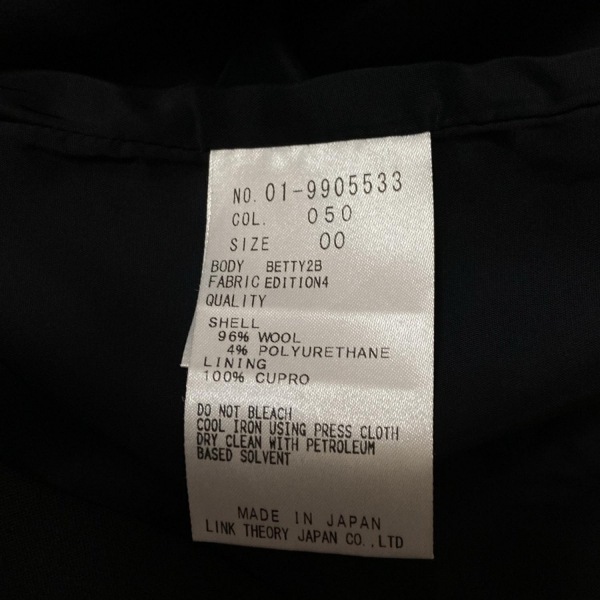 NO. 01-9905533
COL. 050
SIZE 00
BODY BETTY2B
FABRIC EDITION4
QUALITY
SHELL
96% WOOL
4% POLYURETHANE
LINING
100% CUPRO
DO NOT BLEACH
COOL IRON USING PRESS CLOTH
DRY CLEAN WITH PETROLEUM
BASED SOLVENT
MADE IN JAPAN
LINK THEORY JAPAN CO.,LTD